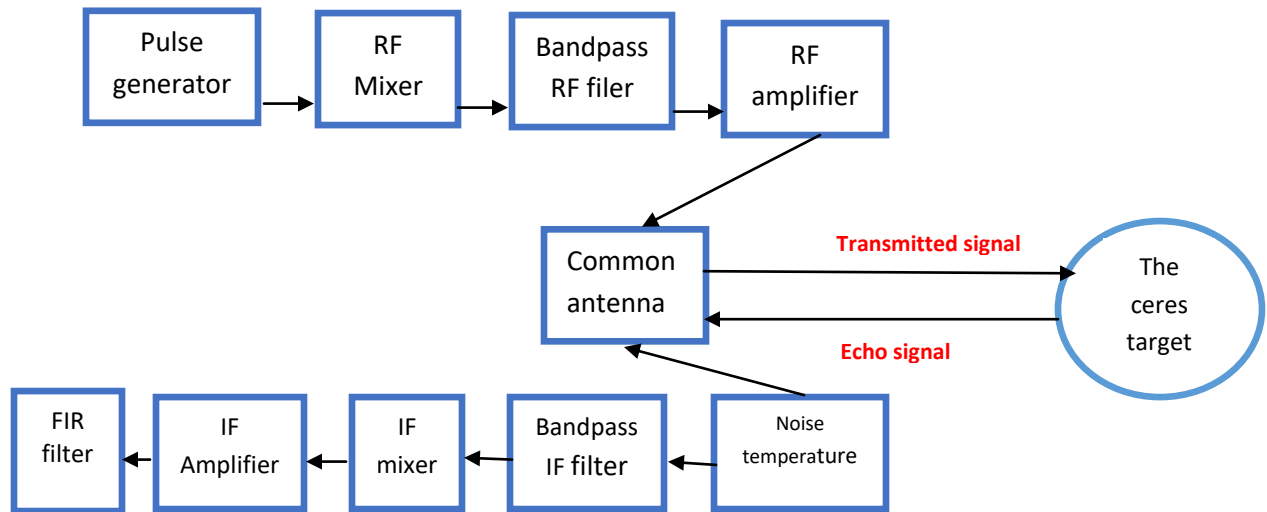 Pulse
generator
RF
Mixer
Bandpass
RF filer
RF
amplifier
Common
antenna
Transmitted signal
Echo signal
The
ceres
target
FIR
filter
IF
Amplifier
IF
mixer
Bandpass
IF filter
Noise
temperature